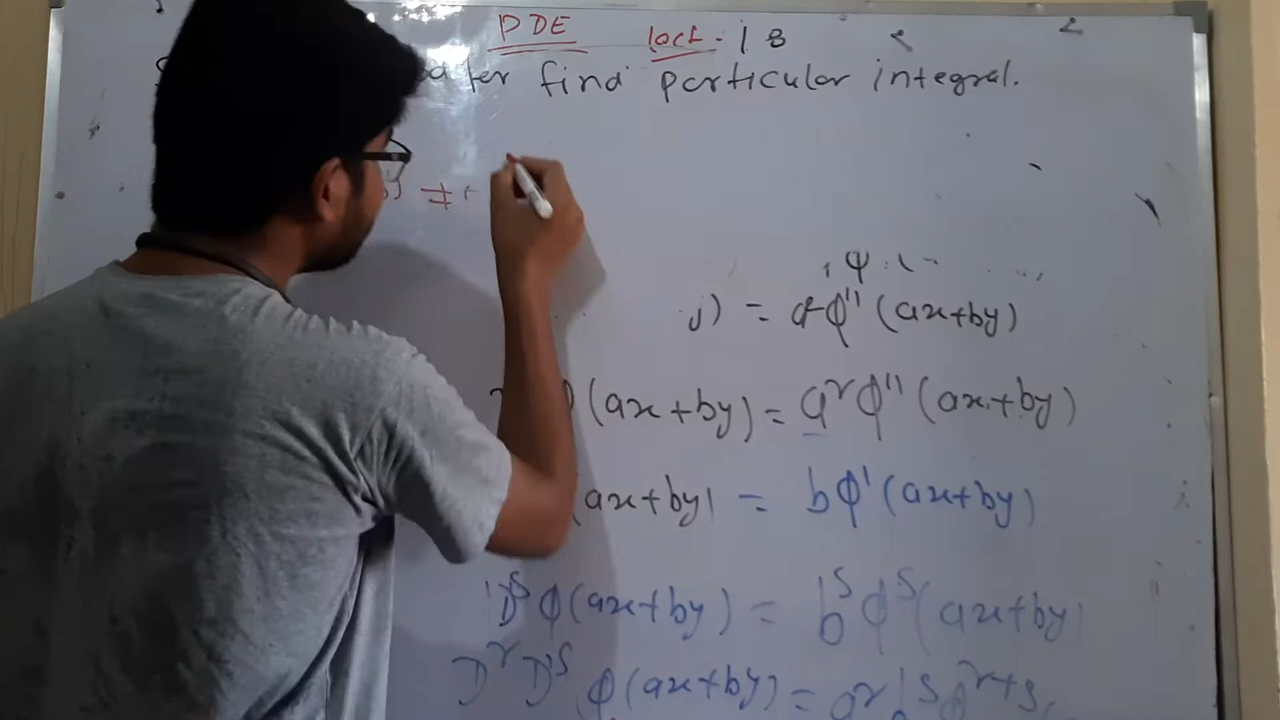 PDE Lect - 18
find particular integral.
≠
= φ'' (ax+by)
(ax+by) = a^r φ'' (ax+by)
(ax+by) = bφ' (ax+by)
D'^s φ(ax+by) = b^s φ^s (ax+by)
D^r D'^s φ(ax+by) = a^r b^s φ^r+s